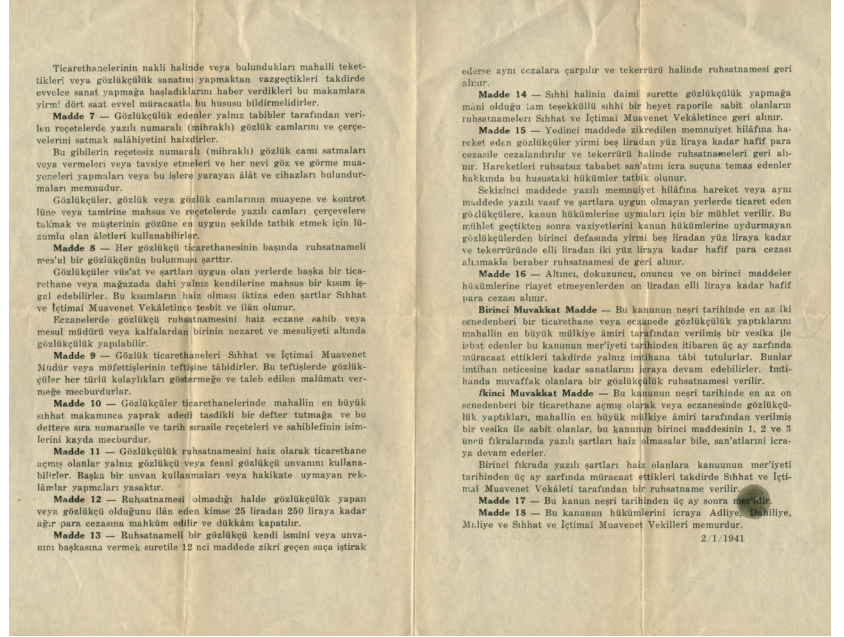 Ticarethanelerinin nakli halinde veya bulundukları mahalli teket-
tikleri veya gözlükçülük sanatını yapmaktan vazgeçtikleri takdirde
evvelce sanat yapmağa başladıklarını haber verdikleri bu makamlara
yirmi dört saat evvel müracaatla bu hususu bildirmelidirler.
Madde 7 — Gözlükçülük edenler yalnız tabibler tarafından veri-
len reçetelerde yazılı numaralı (mihraklı) gözlük camlarını ve çerçe-
velerini satmak salâhiyetini haizdirler.
Bu gibilerin reçetesiz numaralı (mihraklı) gözlük camı satmaları
veya vermeleri veya tavsiye etmeleri ve her nevi göz ve görme mua-
yeneleri yapmaları veya bu işlere yarayan âlât ve cihazları bulundur-
maları memnudur.
Gözlükçüler, gözlük veya gözlük camlarının muayene ve kontrol
lüne veya tamirine mahsus ve reçetelerde yazılı camları çerçevelere
takmak ve müşterinin gözüne en uygun şekilde tatbik etmek için lü-
zumlu olan âletleri kullanabilirler.
Madde 8 — Her gözlükçü ticarethanesinin başında ruhsatnameli
mes'ul bir gözlükçünün bulunması şarttır.
Gözlükçüler vüs'at ve şartları uygun olan yerlerde başka bir tica-
rethane veya mağazada dahi yalnız kendilerine mahsus bir kısım iş-
gal edebilirler. Bu kısımların haiz olması iktiza eden şartlar Sıhhat
ve İçtimaî Muavenet Vekâletince tesbit ve ilân olunur.
Eczanelerde gözlükçü ruhsatnamesini haiz eczane sahib veya
mesul müdürü veya kalfalardan birinin nezaret ve mesuliyeti altında
gözlükçülük yapılabilir.
Madde 9 — Gözlük ticarethaneleri Sıhhat ve İçtimaî Muavenet
Müdür veya müfettişlerinin teftişine tâbidirler. Bu teftişlerde gözlük-
çüler her türlü kolaylıkları göstermeğe ve taleb edilen malûmatı ver-
meğe mecburdurlar.
Madde 10 — Gözlükçüler ticarethanelerinde mahallin en büyük
sıhhat makamınca yaprak adedi tasdikli bir defter tutmağa ve bu
deftere sıra numarasile ve tarih sırasile reçeteleri ve sahiblefinin isim-
lerini kayda mecburdur.
Madde 11 — Gözlükçülük ruhsatnamesini haiz olarak ticarethane
açmış olanlar yalnız gözlükçü veya fenni gözlükçü unvanını kullana-
bilirler. Başka bir unvan kullanmaları veya hakikate uymayan rek-
lâmlar yapmaları yasaktır.
Madde 12 — Ruhsatnamesi olmadığı halde gözlükçülük yapan
veya gözlükçü olduğunu ilân eden kimse 25 liradan 250 liraya kadar
ağır para cezasına mahkûm edilir ve dükkânı kapatılır.
Madde 13 — Ruhsatnameli bir gözlükçü kendi ismini veya unva-
nını başkasına vermek suretile 12 nci maddede zikri geçen suça iştirak
ederse aynı cezalara çarpılır ve tekerrürü halinde ruhsatnamesi geri
alınır.
Madde 14 — Sıhhi halinin daimî surette gözlükçülük yapmağa
mâni olduğu tam teşekküllü sıhhi bir heyet raporile sabit olanların
ruhsatnameleri Sıhhat ve İçtimaî Muavenet Vekâletince geri alınır.
Madde 15 — Yedinci maddede zikredilen memnuiyet hilâfına ha-
reket eden gözlükçüler yirmi beş liradan yüz liraya kadar hafif para
cezasile cezalandırılır ve tekerrürü halinde ruhsatnameleri geri alı-
nır. Hareketleri ruhsatsız tababet san'atını icra suçuna temas edenler
hakkında bu husustaki hükümler tatbik olunur.
Sekizinci maddede yazılı memnuiyet hilâfına hareket veya aynı
maddede yazılı vasıf ve şartlara uygun olmayan yerlerde ticaret eden
gözlükçülere, kanun hükümlerine uymaları için bir mühlet verilir. Bu
mühlet geçtikten sonra vaziyetlerini kanun hükümlerine uydurmayan
gözlükçülerden birinci defasında yirmi beş liradan yüz liraya kadar
ve tekerrüründe elli liradan iki yüz liraya kadar hafif para cezası
alınmakla beraber ruhsatnamesi de geri alınır.
Madde 16 — Altıncı, dokuzuncu, onuncu ve on birinci maddeler
hükümlerine riayet etmeyenlerden on liradan elli liraya kadar hafif
para cezası alınır.
Birinci Muvakkat Madde — Bu kanunun neşri tarihinden en az iki
senedenberi bir ticarethane veya eczanede gözlükçülük yaptıklarını
mahallin en büyük mülkiye âmiri tarafından verilmiş bir vesika ile
isbat edenler bu kanunun mer'iyeti tarihinden itibaren üç ay zarfında
müracaat ettikleri takdirde yalnız imtihana tâbi tutulurlar. Bunlar
imtihan neticesine kadar sanatlarını icraya devam edebilirler. İmti-
handa muvaffak olanlara bir gözlükçülük ruhsatnamesi verilir.
İkinci Muvakkat Madde — Bu kanunun neşri tarihinden en az on
senedenberi bir ticarethane açmış olarak veya eczanesinde gözlükçü-
lük yaptıkları, mahallin en büyük mülkiye âmiri tarafından verilmiş
bir vesika ile sabit olanlar, bu kanunun birinci maddesinin 1, 2 ve 3
üncü fıkralarında yazılı şartları haiz olmasalar bile, san'atlarını icra-
ya devam ederler.
Birinci fıkrada yazılı şartları haiz olanlara kanuunun mer'iyeti
tarihinden üç ay zarfında müracaat ettikleri takdirde Sıhhat ve İçti-
maî Muavenet Vekâleti tarafından bir ruhsatname verilir.
Madde 17 — Bu kanun neşri tarihinden üç ay sonra mer'idir.
Madde 18 — Bu kanunun hükümlerini icraya Adliye, Dahiliye,
Maliye ve Sıhhat ve İçtimaî Muavenet Vekilleri memurdur.
2/1/1941